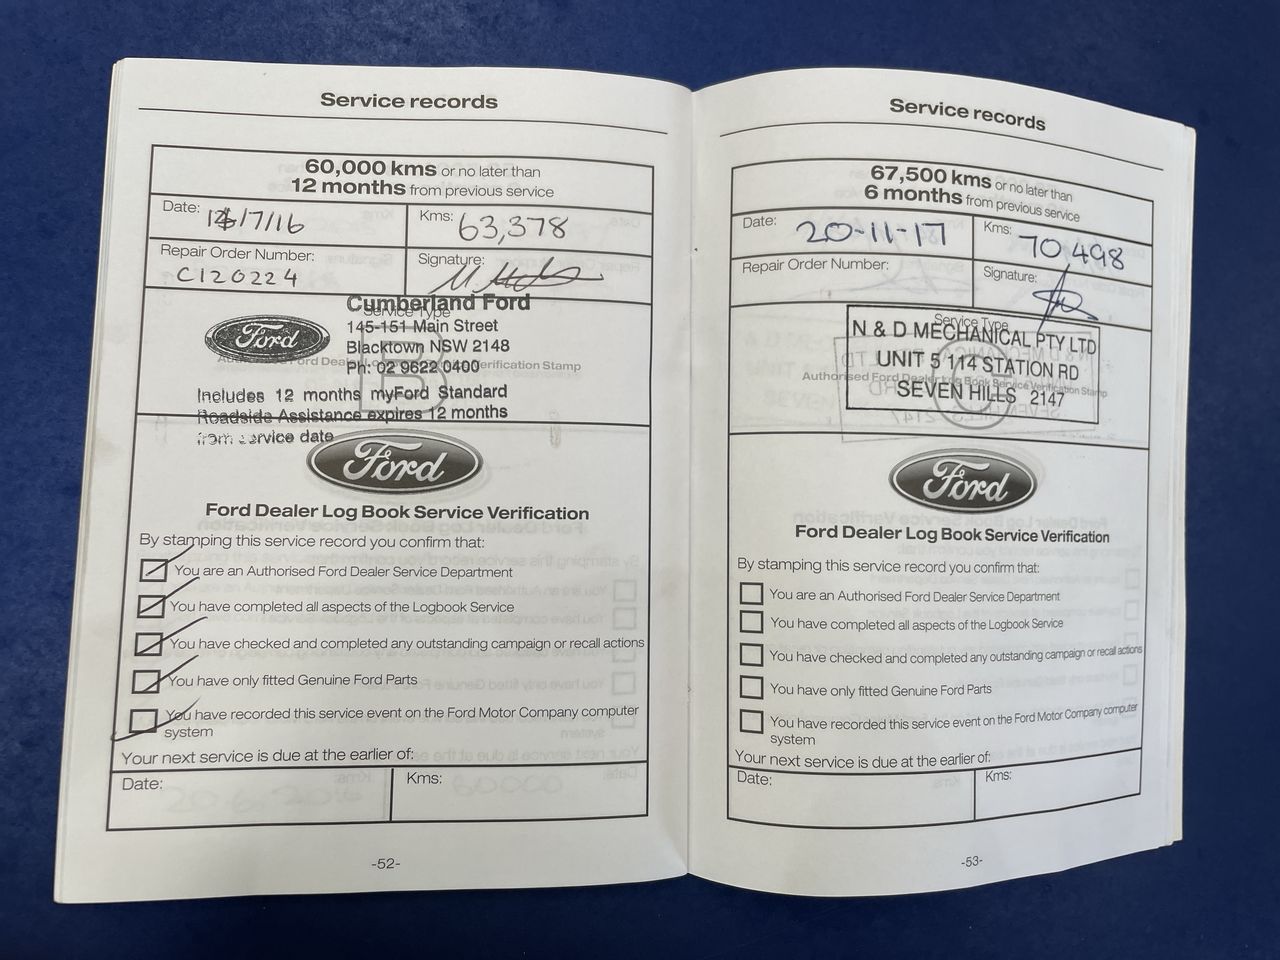 Service records
60,000 kms or no later than
12 months from previous service
Date: /7/16
Kms: 63,378
Repair Order Number:
C120224
Signature:
Service Type
Cumberland Ford
145-151 Main Street
Blacktown NSW 2148
Ph: 02 9622 0400
Ford
B
Authorised Ford Dealer Verification Stamp
Includes 12 months myFord Standard
Roadside Assistance expires 12 months
from service date
Ford
Ford Dealer Log Book Service Verification
By stamping this service record you confirm that:
You are an Authorised Ford Dealer Service Department
You have completed all aspects of the Logbook Service
You have checked and completed any outstanding campaign or recall actions
You have only fitted Genuine Ford Parts
You have recorded this service event on the Ford Motor Company computer
system
Your next service is due at the earlier of:
Date:
Kms:
-52-
Service records
67,500 kms or no later than
6 months from previous service
Date: 20-11-17
Kms: 70498
Repair Order Number:
Signature:
Service Type
N & D MECHANICAL PTY LTD
UNIT 5 114 STATION RD
Authorised Ford Dealer Log Book Service Verification Stamp
SEVEN HILLS 2147
Ford
Ford Dealer Log Book Service Verification
By stamping this service record you confirm that:
You are an Authorised Ford Dealer Service Department
You have completed all aspects of the Logbook Service
You have checked and completed any outstanding campaign or recall actions
You have only fitted Genuine Ford Parts
You have recorded this service event on the Ford Motor Company computer
system
Your next service is due at the earlier of:
Date:
Kms:
-53-